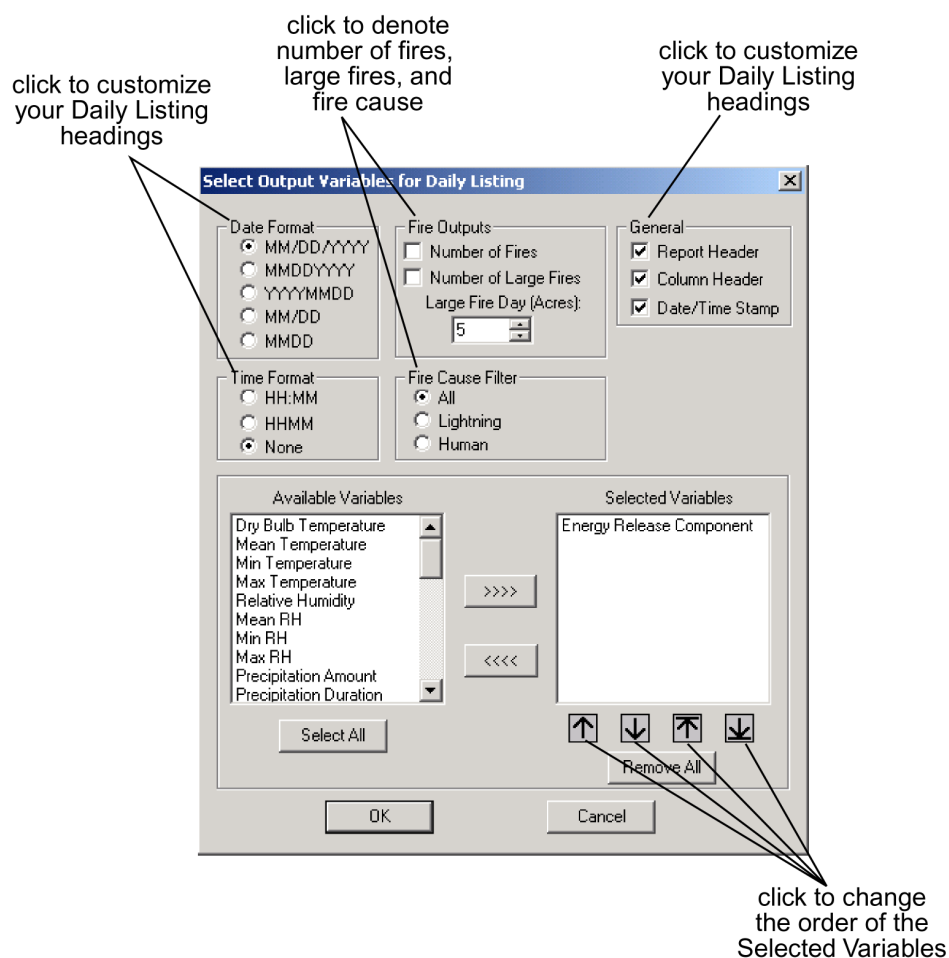 click to denote
number of fires,
large fires, and
fire cause
click to customize
your Daily Listing
headings
click to customize
your Daily Listing
headings
Select Output Variables for Daily Listing
Date Format
MM/DD/YYYY
MMDDYYYY
YYYYMMDD
MM/DD
MMDD
Fire Outputs
Number of Fires
Number of Large Fires
Large Fire Day (Acres):
5
General
Report Header
Column Header
Date/Time Stamp
Time Format
HH:MM
HHMM
None
Fire Cause Filter
All
Lightning
Human
Available Variables
Dry Bulb Temperature
Mean Temperature
Min Temperature
Max Temperature
Relative Humidity
Mean RH
Min RH
Max RH
Precipitation Amount
Precipitation Duration
>>>>
<<<<
Selected Variables
Energy Release Component
Select All
Remove All
OK
Cancel
click to change
the order of the
Selected Variables